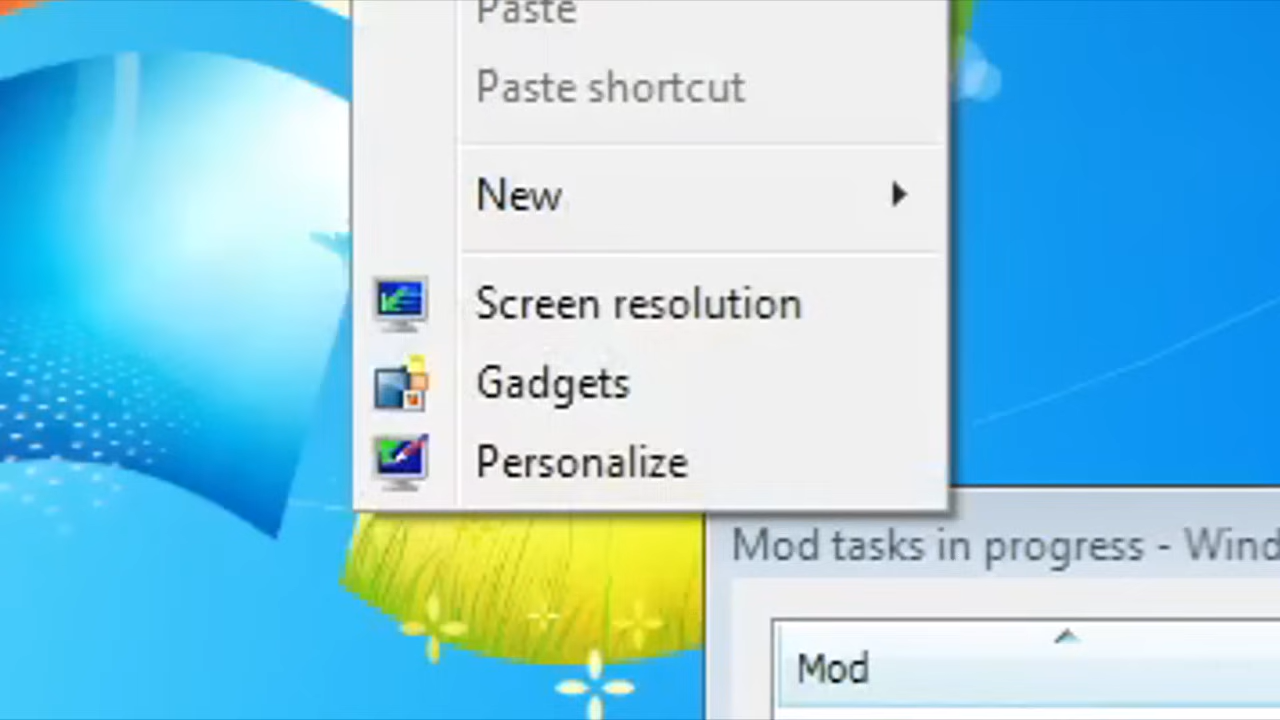 Paste
Paste shortcut
New
Screen resolution
Gadgets
Personalize
Mod tasks in progress - Wind
Mod